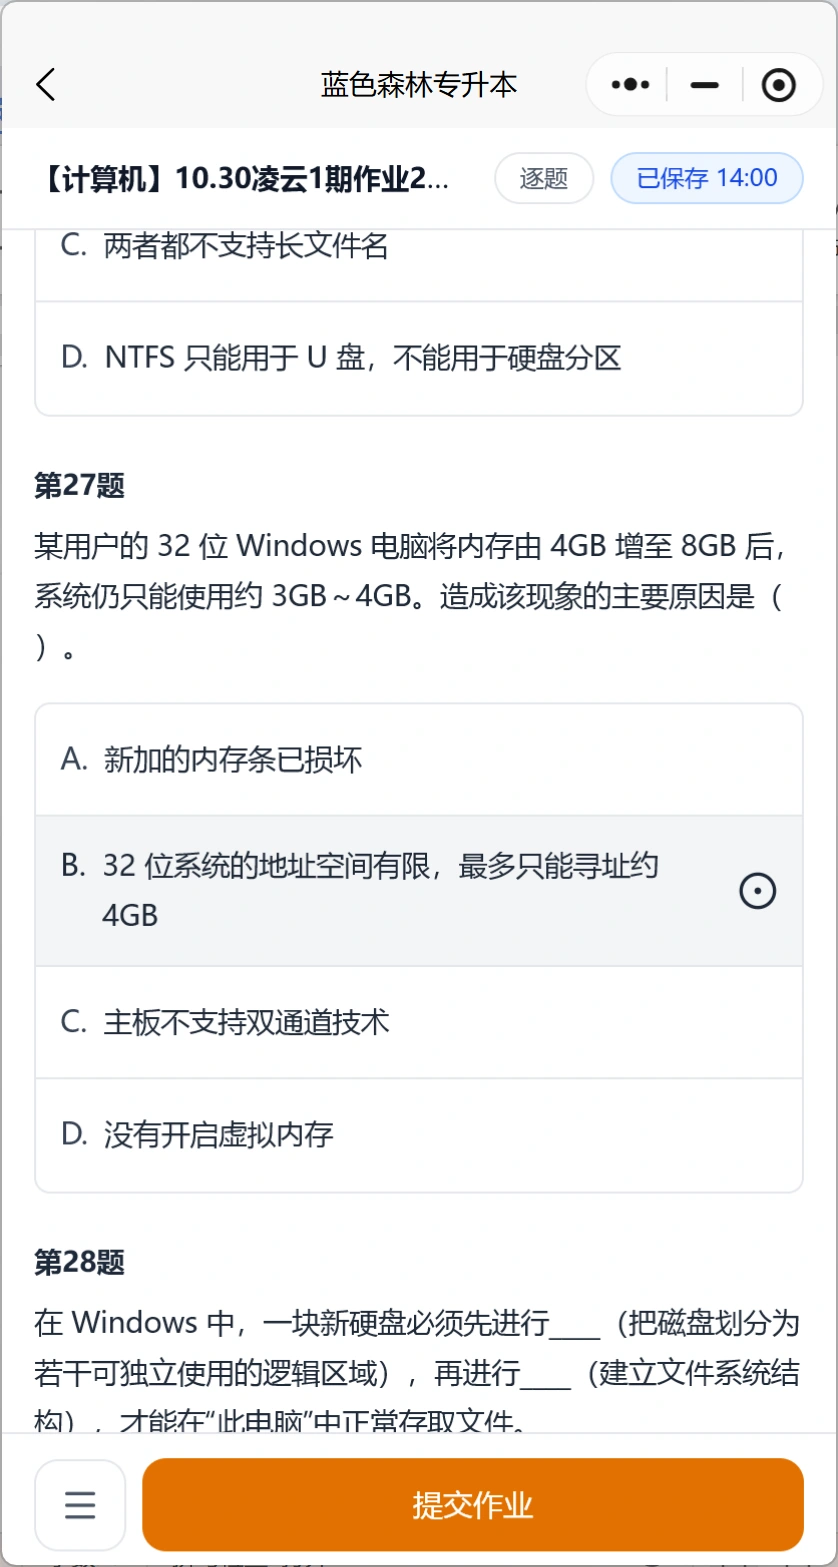 蓝色森林专升本
【计算机】10.30凌云1期作业2...
逐题
已保存 14:00
C. 两者都不支持长文件名
D. NTFS 只能用于 U 盘，不能用于硬盘分区
第27题
某用户的 32 位 Windows 电脑将内存由 4GB 增至 8GB 后，
系统仍只能使用约 3GB～4GB。造成该现象的主要原因是（
）。
A. 新加的内存条已损坏
B. 32 位系统的地址空间有限，最多只能寻址约
4GB
C. 主板不支持双通道技术
D. 没有开启虚拟内存
第28题
在 Windows 中，一块新硬盘必须先进行____（把磁盘划分为
若干可独立使用的逻辑区域），再进行____（建立文件系统结
构），才能在“此电脑”中正常存取文件。
提交作业